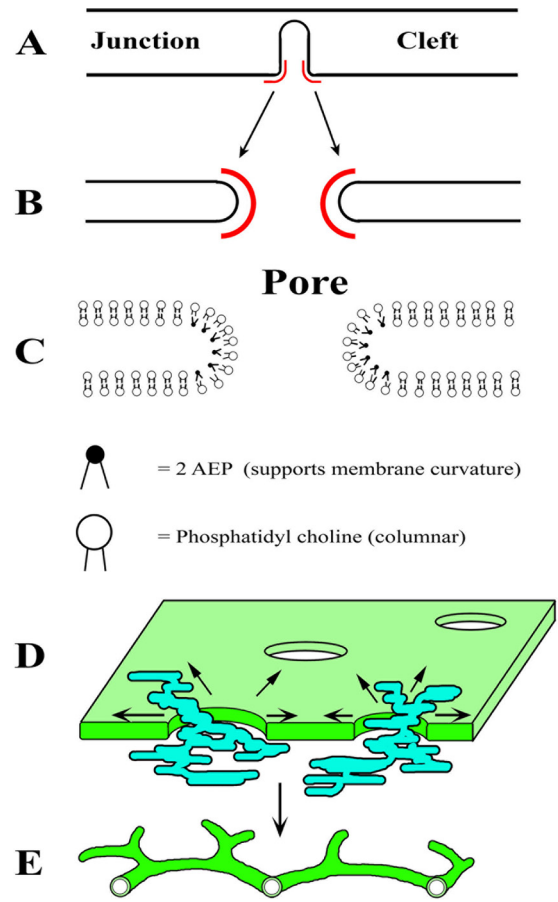 A
Junction Cleft
B
Pore
C
= 2 AEP (supports membrane curvature)
= Phosphatidyl choline (columnar)
D
E